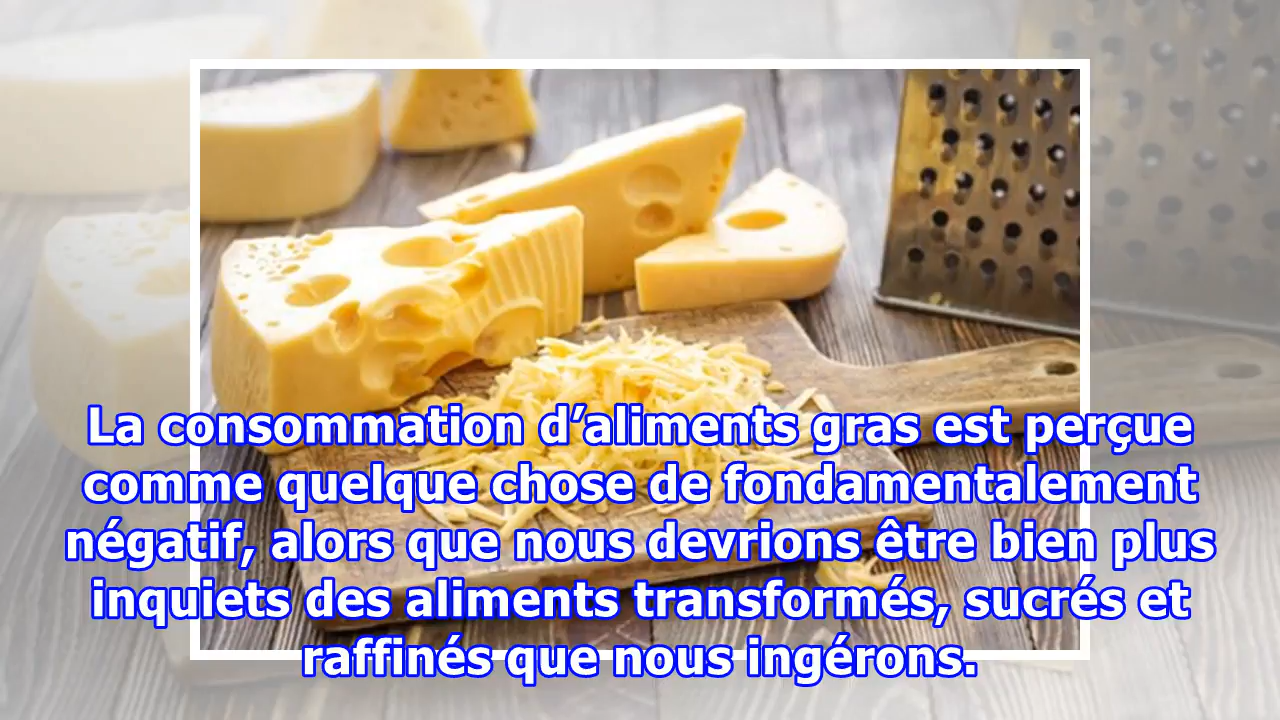 La consommation d’aliments gras est perçue
comme quelque chose de fondamentalement
négatif, alors que nous devrions être bien plus
inquiets des aliments transformés, sucrés et
raffinés que nous ingérons.